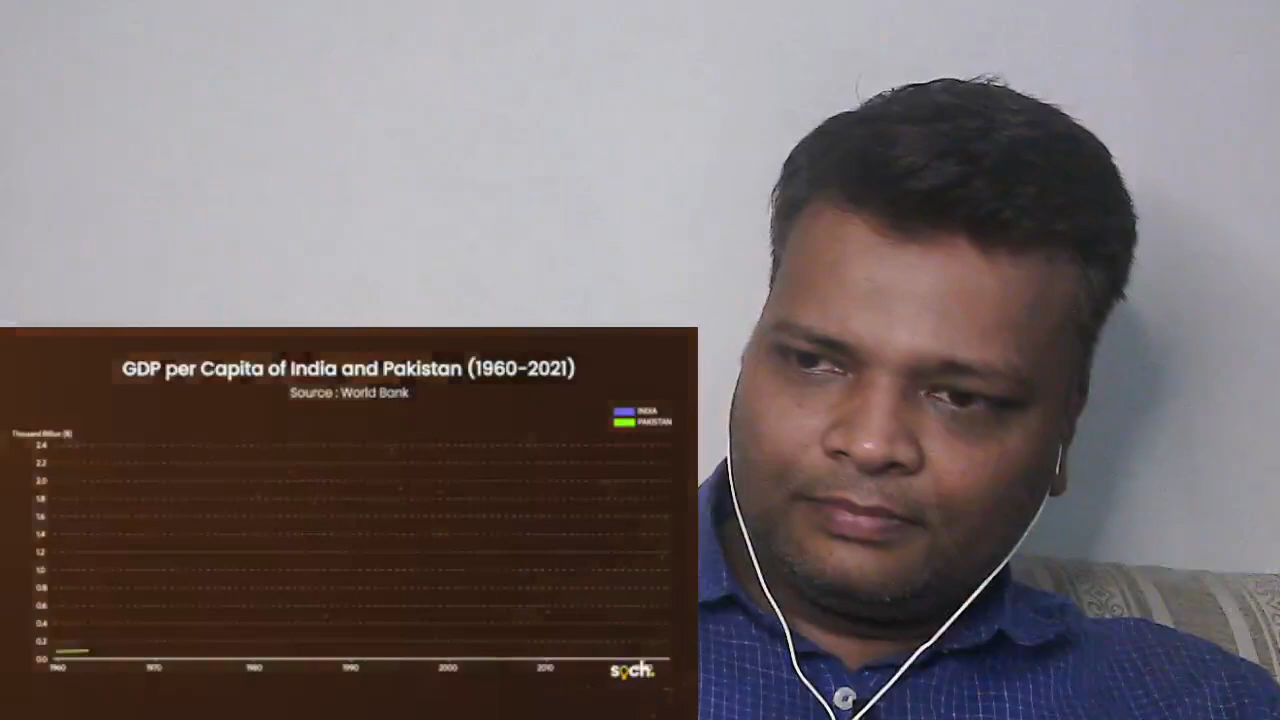 GDP per Capita of India and Pakistan (1960-2021)
Source : World Bank
INDIA
PAKISTAN
Thousand Billion ($)
2.4
2.2
2.0
1.8
1.6
1.4
1.2
1.0
0.8
0.6
0.4
0.2
0.0
1960 1970 1980 1990 2000 2010
soch.